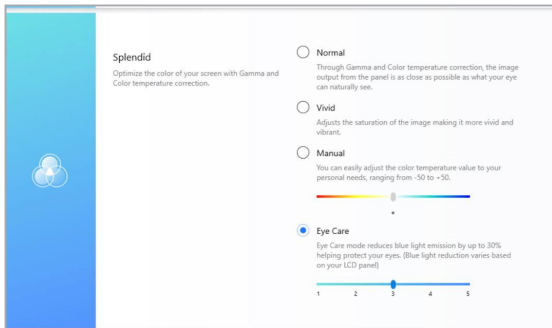 Splendid
Optimize the color of your screen with Gamma and
Color temperature correction.
Normal
Through Gamma and Color temperature correction, the image
output from the panel is as close as possible as what your eye
can naturally see.
Vivid
Adjusts the saturation of the image making it more vivid and
vibrant.
Manual
You can easily adjust the color temperature value to your
personal needs, ranging from -50 to +50.
Eye Care
Eye Care mode reduces blue light emission by up to 30%
helping protect your eyes. (Blue light reduction varies based
on your LCD panel)
1 2 3 4 5